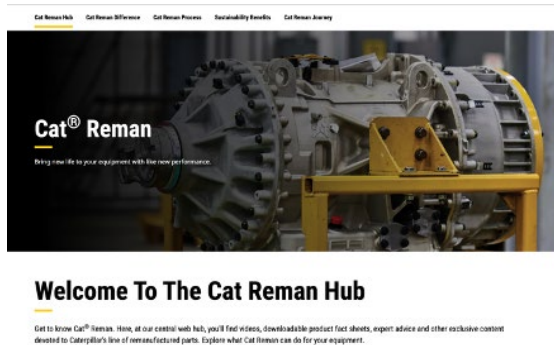 Cat Reman Hub Cat Reman Difference Cat Reman Process Sustainability Benefits Cat Reman Journey
Cat® Reman
Bring new life to your equipment with like new performance.
Welcome To The Cat Reman Hub
Get to know Cat® Reman. Here, at our central web hub, you'll find videos, downloadable product fact sheets, expert advice and other exclusive content
devoted to Caterpillar's line of remanufactured parts. Explore what Cat Reman can do for your equipment.